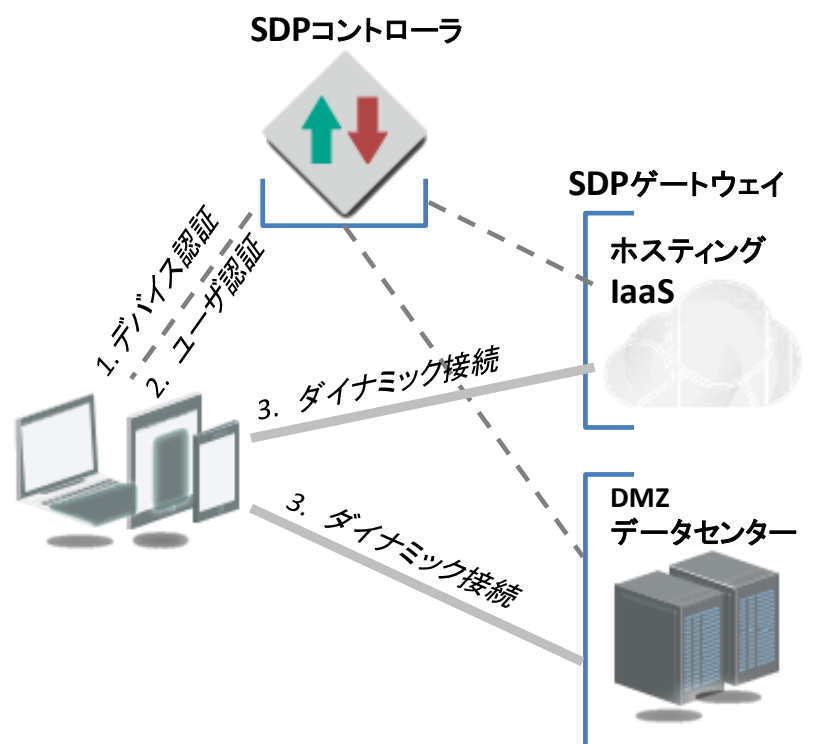 SDPコントローラ
SDPゲートウェイ
ホスティング
IaaS
1. デバイス認証
2. ユーザ認証
3. ダイナミック接続
3. ダイナミック接続
DMZ
データセンター